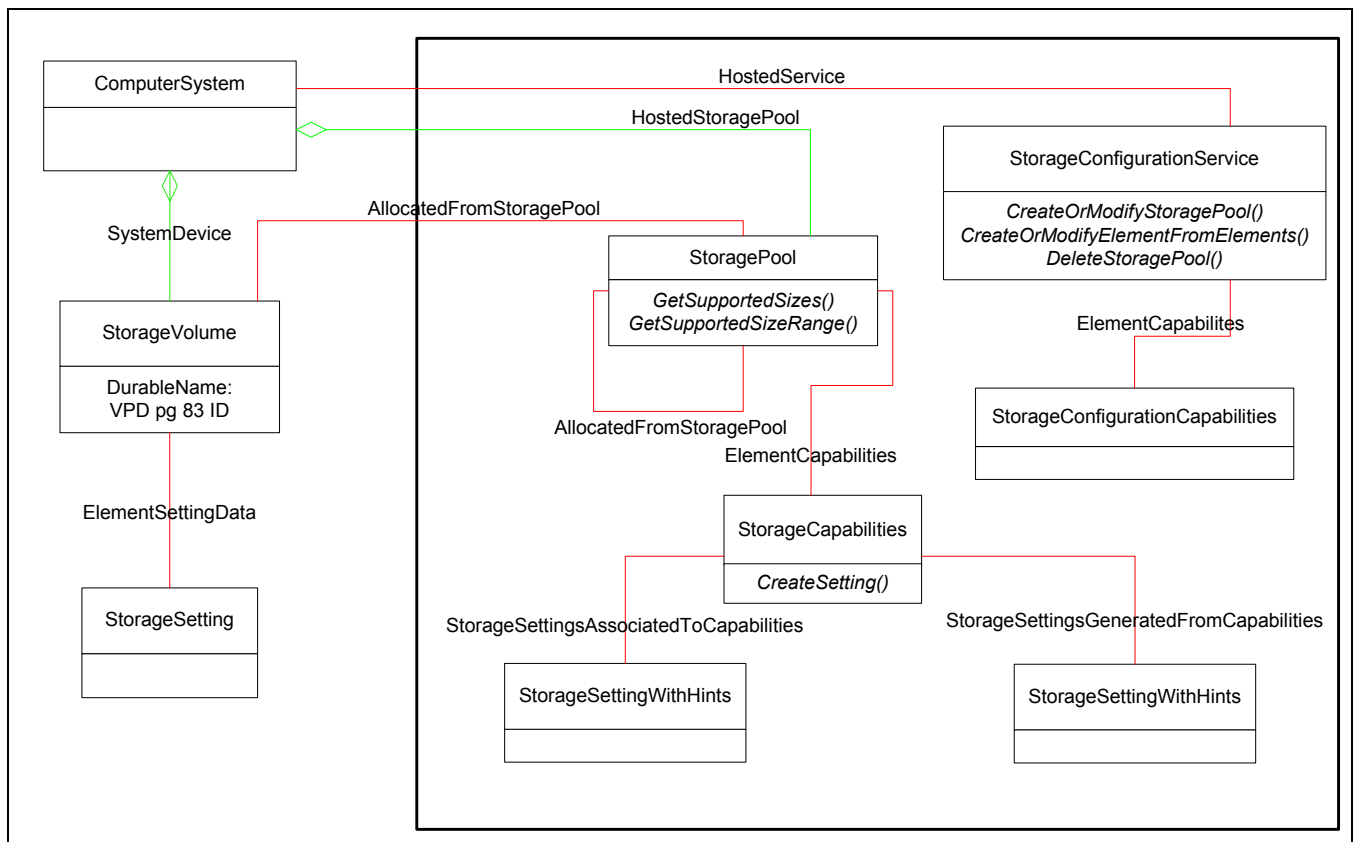 HostedService
ComputerSystem
HostedStoragePool
StorageConfigurationService
CreateOrModifyStoragePool()
CreateOrModifyElementFromElements()
DeleteStoragePool()
AllocatedFromStoragePool
SystemDevice
StoragePool
GetSupportedSizes()
GetSupportedSizeRange()
StorageVolume
DurableName:
VPD pg 83 ID
ElementCapabilites
StorageConfigurationCapabilities
AllocatedFromStoragePool
ElementCapabilities
ElementSettingData
StorageCapabilities
CreateSetting()
StorageSetting
StorageSettingsAssociatedToCapabilities
StorageSettingsGeneratedFromCapabilities
StorageSettingWithHints
StorageSettingWithHints